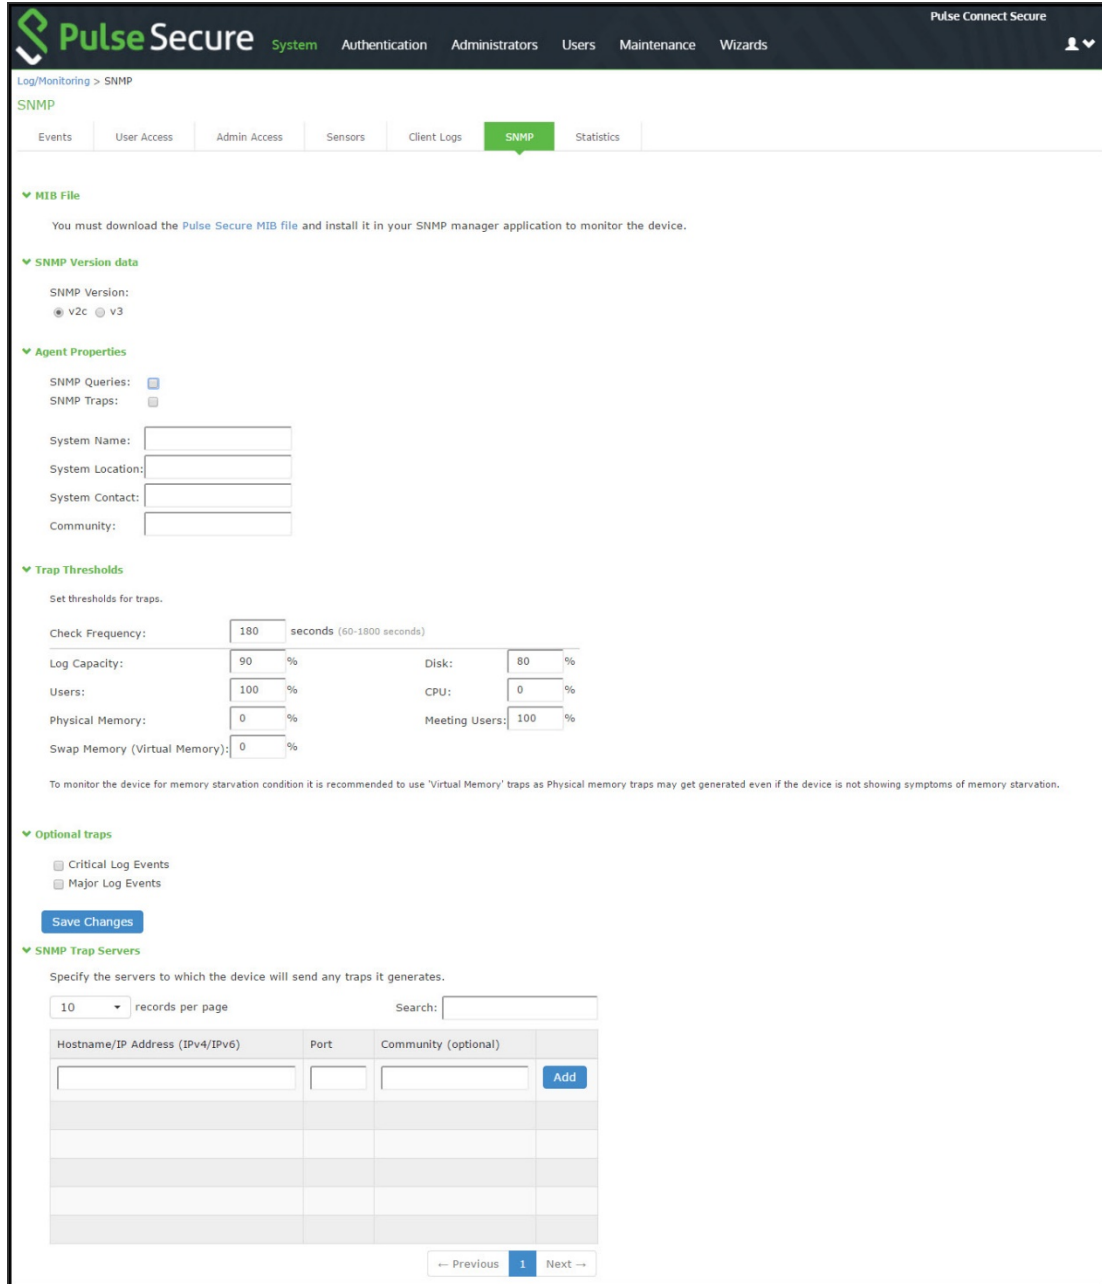 Pulse Connect Secure
Pulse Secure System Authentication Administrators Users Maintenance Wizards
Log/Monitoring > SNMP
SNMP
Events User Access Admin Access Sensors Client Logs SNMP Statistics
MIB File
You must download the Pulse Secure MIB file and install it in your SNMP manager application to monitor the device.
SNMP Version data
SNMP Version:
v2c v3
Agent Properties
SNMP Queries:
SNMP Traps:
System Name:
System Location:
System Contact:
Community:
Trap Thresholds
Set thresholds for traps.
Check Frequency: 180 seconds (60-1800 seconds)
Log Capacity: 90 % Disk: 80 %
Users: 100 % CPU: 0 %
Physical Memory: 0 % Meeting Users: 100 %
Swap Memory (Virtual Memory): 0 %
To monitor the device for memory starvation condition it is recommended to use 'Virtual Memory' traps as Physical memory traps may get generated even if the device is not showing symptoms of memory starvation.
Optional traps
Critical Log Events
Major Log Events
Save Changes
SNMP Trap Servers
Specify the servers to which the device will send any traps it generates.
10 records per page Search:
Hostname/IP Address (IPv4/IPv6) Port Community (optional)
Add
← Previous 1 Next →